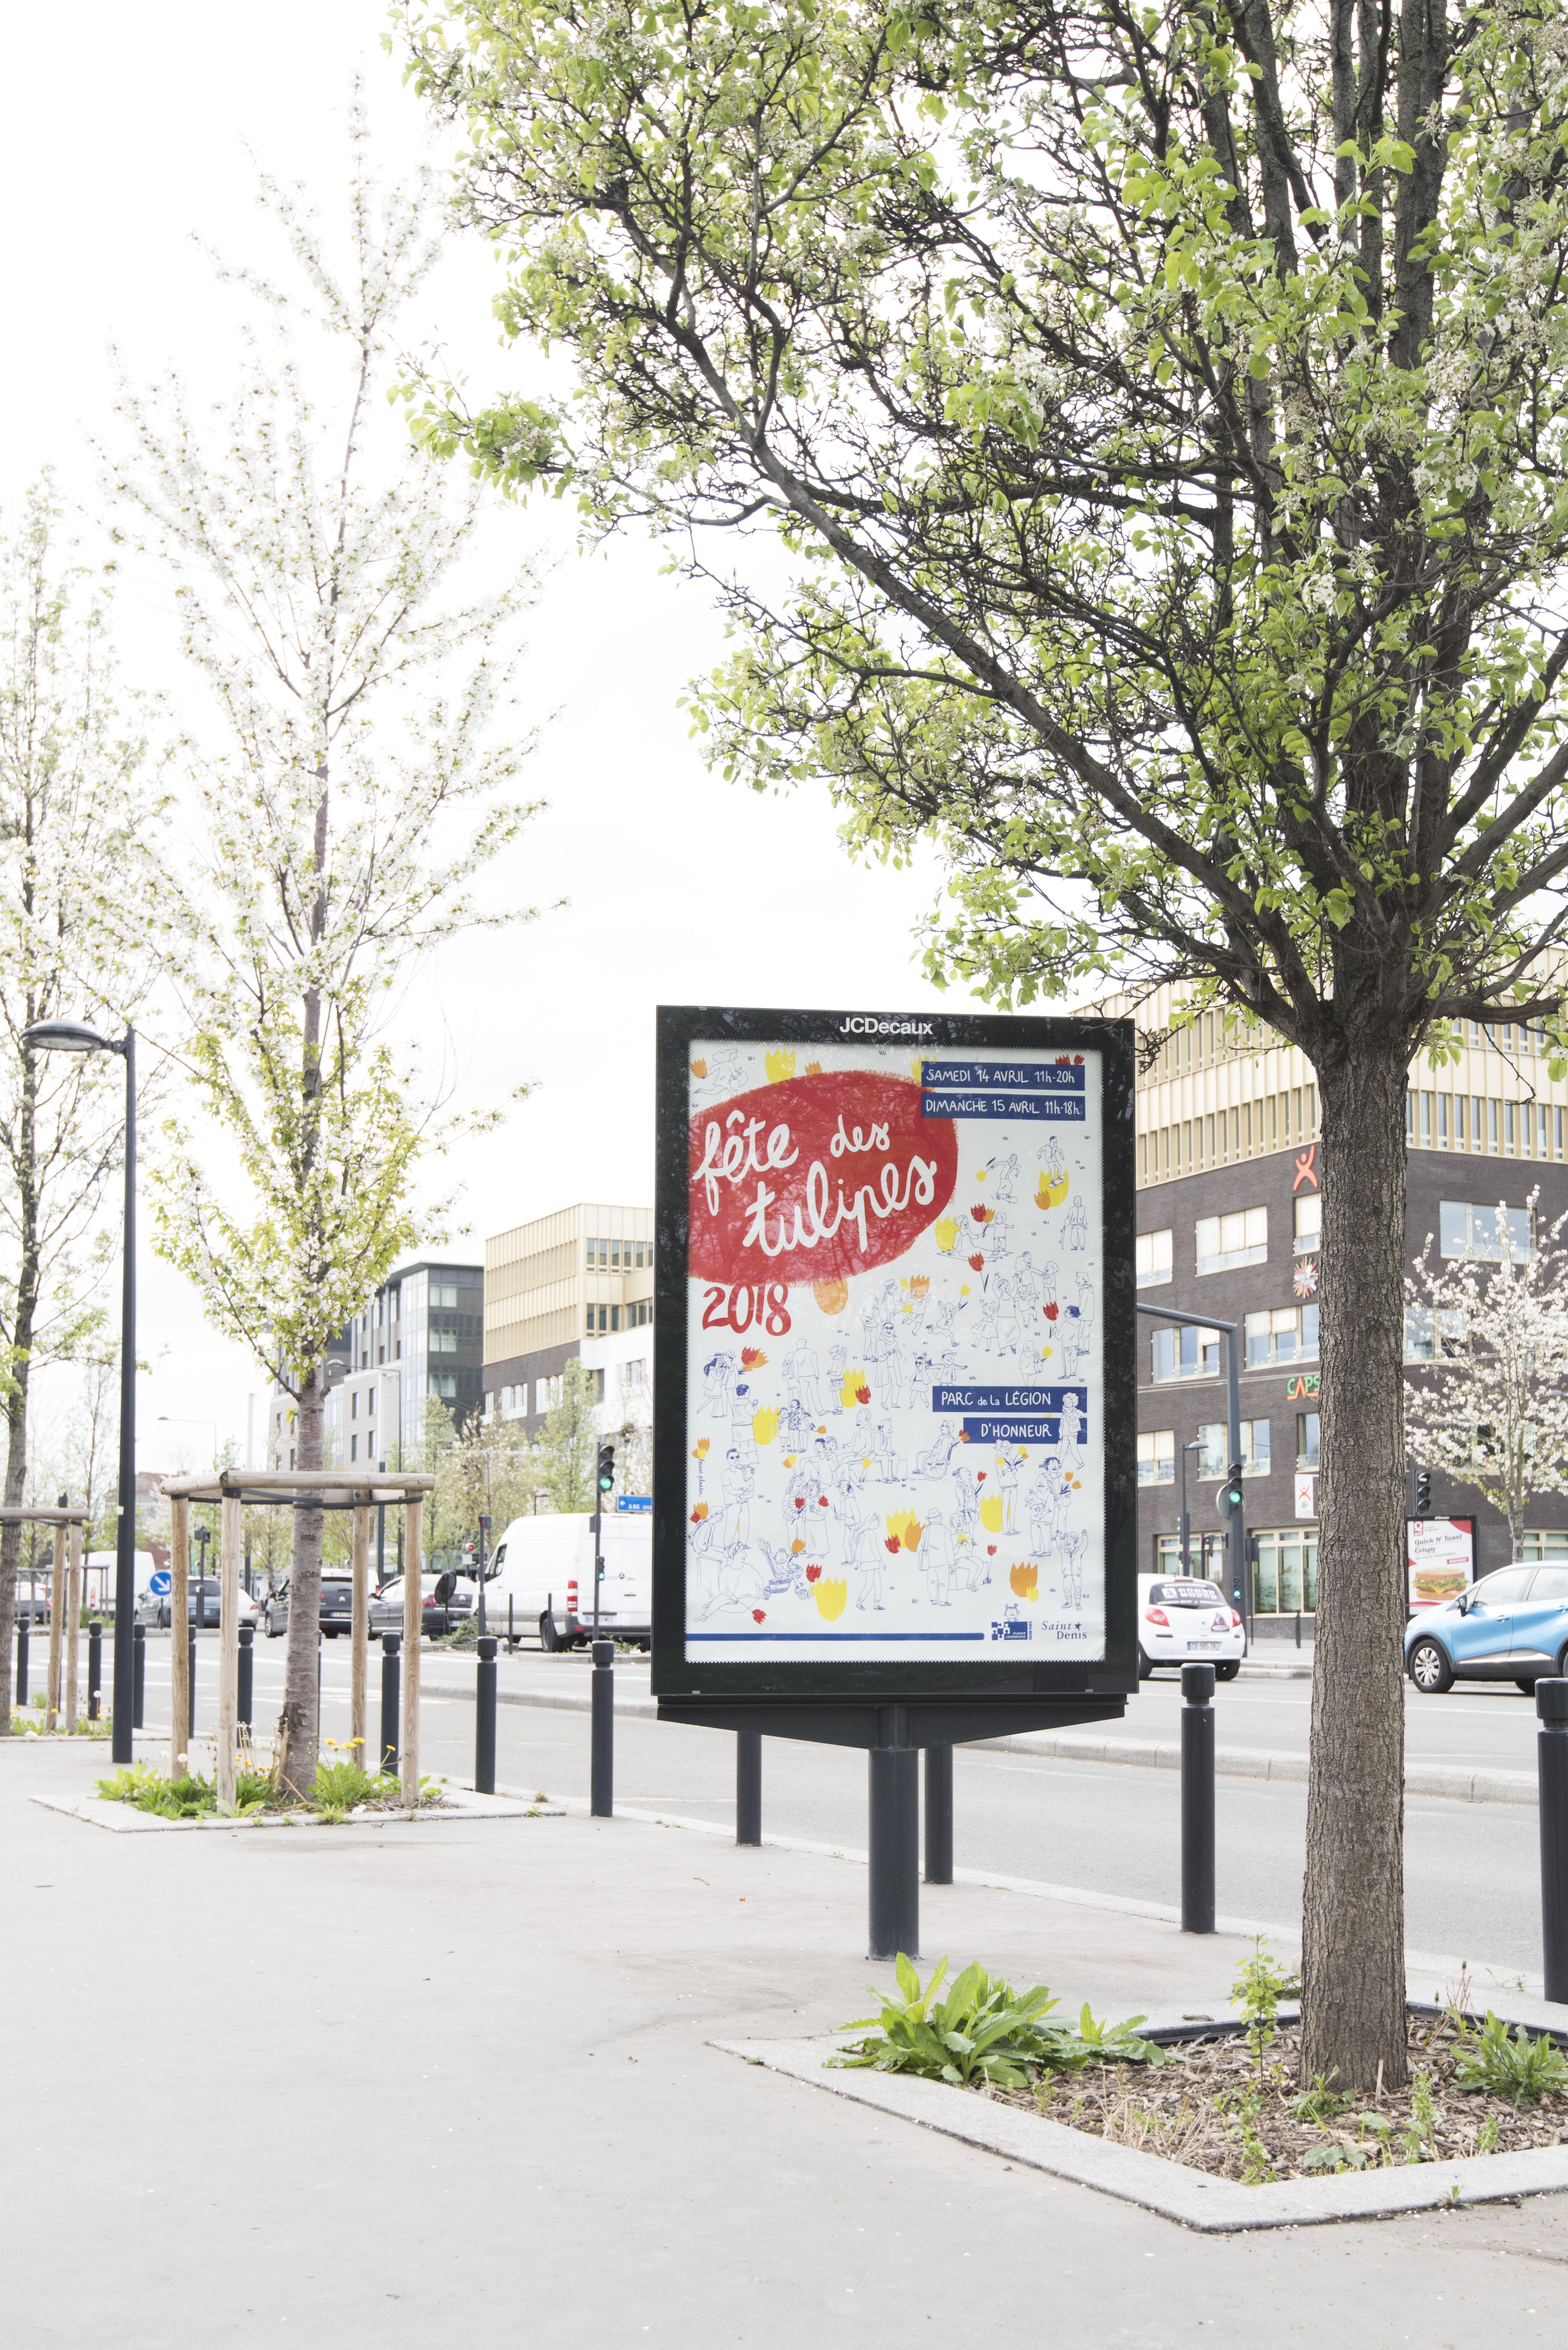 JCDecaux
SAMEDI 14 AVRIL 11h-20h
DIMANCHE 15 AVRIL 11h-18h
fête des
tulipes
2018
PARC de la LÉGION
D'HONNEUR
Saint
Denis
CAPS
Quick N' Toast
Crispy